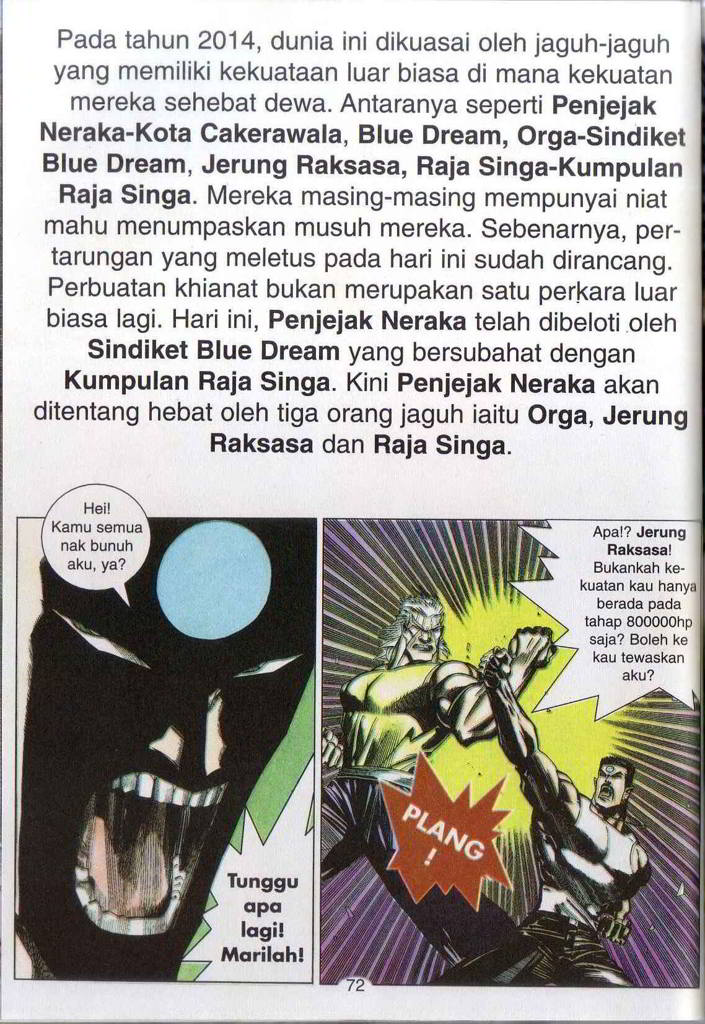 Pada tahun 2014, dunia ini dikuasai oleh jaguh-jaguh
yang memiliki kekuataan luar biasa di mana kekuatan
mereka sehebat dewa. Antaranya seperti Penjejak
Neraka-Kota Cakerawala, Blue Dream, Orga-Sindiket
Blue Dream, Jerung Raksasa, Raja Singa-Kumpulan
Raja Singa. Mereka masing-masing mempunyai niat
mahu menumpaskan musuh mereka. Sebenarnya, per-
tarungan yang meletus pada hari ini sudah dirancang.
Perbuatan khianat bukan merupakan satu perkara luar
biasa lagi. Hari ini, Penjejak Neraka telah dibeloti oleh
Sindiket Blue Dream yang bersubahat dengan
Kumpulan Raja Singa. Kini Penjejak Neraka akan
ditentang hebat oleh tiga orang jaguh iaitu Orga, Jerung
Raksasa dan Raja Singa.
Hei!
Kamu semua
nak bunuh
aku, ya?
Tunggu
apa
lagi!
Marilah!
Apa!? Jerung
Raksasa!
Bukankah ke-
kuatan kau hanya
berada pada
tahap 800000hp
saja? Boleh ke
kau tewaskan
aku?
PLANG
!
72